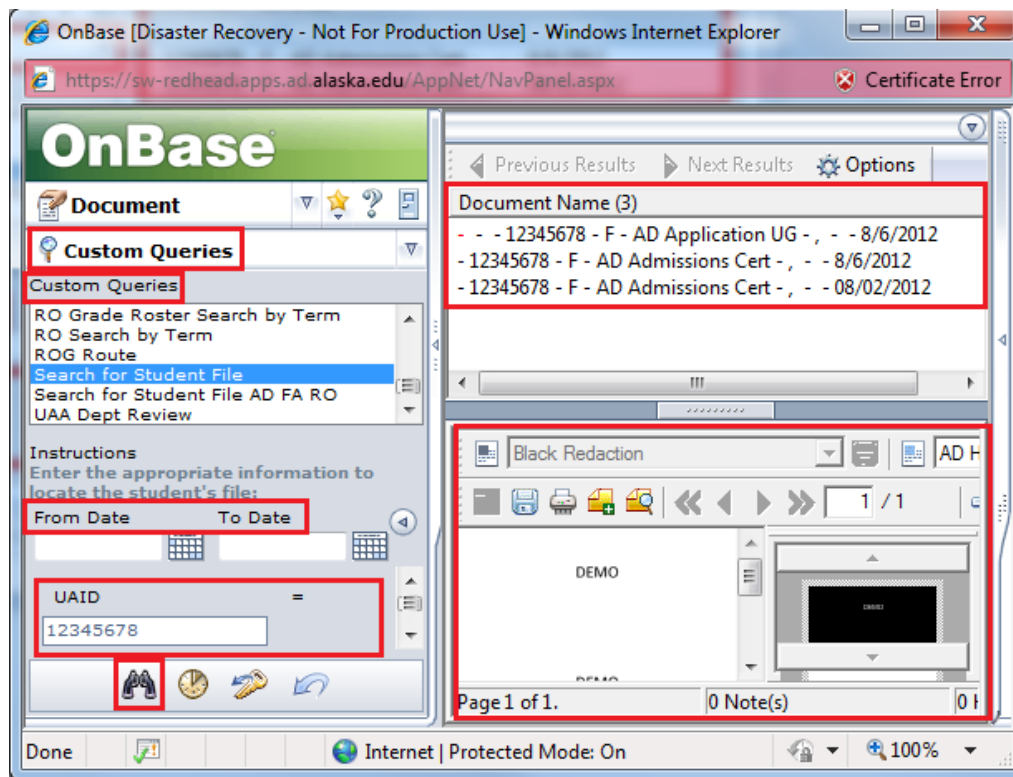 OnBase [Disaster Recovery - Not For Production Use] - Windows Internet Explorer
https://sw-redhead.apps.ad.alaska.edu/AppNet/NavPanel.aspx
Certificate Error
OnBase
Document
Custom Queries
Custom Queries
RO Grade Roster Search by Term
RO Search by Term
ROG Route
Search for Student File
Search for Student File AD FA RO
UAA Dept Review
Instructions
Enter the appropriate information to
locate the student's file:
From Date To Date
UAID =
12345678
Previous Results Next Results Options
Document Name (3)
- - - 12345678 - F - AD Application UG - , - - 8/6/2012
- 12345678 - F - AD Admissions Cert - , - - 8/6/2012
- 12345678 - F - AD Admissions Cert - , - - 08/02/2012
Black Redaction AD H
1 / 1
DEMO
DEMO
DEMO
Page 1 of 1. 0 Note(s) 0 H
Done Internet | Protected Mode: On 100%